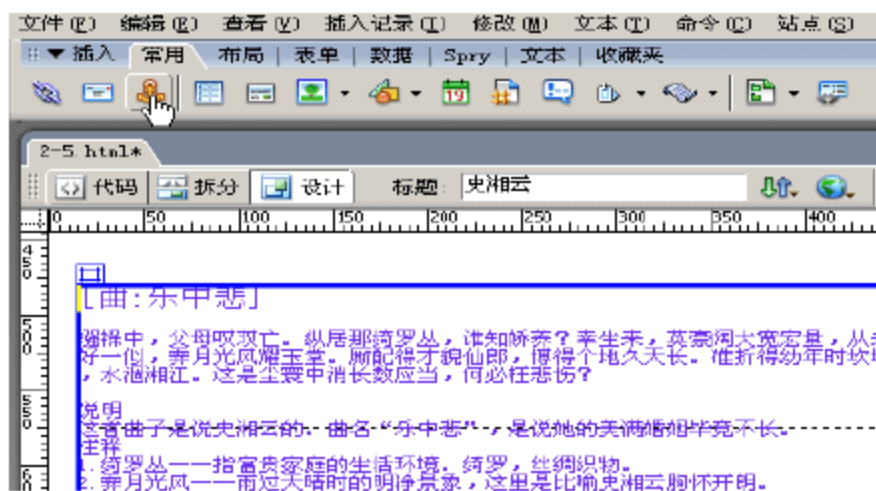 文件(F) 编辑(E) 查看(V) 插入记录(I) 修改(M) 文本(T) 命令(C) 站点(S)
插入 常用 布局 表单 数据 Spry 文本 收藏夹
19
2-5.html*
代码 拆分 设计 标题: 史湘云
0 50 100 150 200 250 300 350 400
450
[曲:乐中悲]
500
襁褓中，父母叹双亡。纵居那绮罗丛，谁知娇养？幸生来，英豪阔大宽宏量，从未
好一似，霁月光风耀玉堂。厮配得才貌仙郎，博得个地久天长。准折得幼年时坎坷
，水涸湘江。这是尘寰中消长数应当，何必枉悲伤？
550
说明
这首曲子是说史湘云的。曲名“乐中悲”，是说她的美满婚姻毕竟不长。
注释
1.绮罗丛——指富贵家庭的生活环境。绮罗，丝绸织物。
2.霁月光风——雨过天晴时的明净景象，这里是比喻史湘云胸怀开朗。